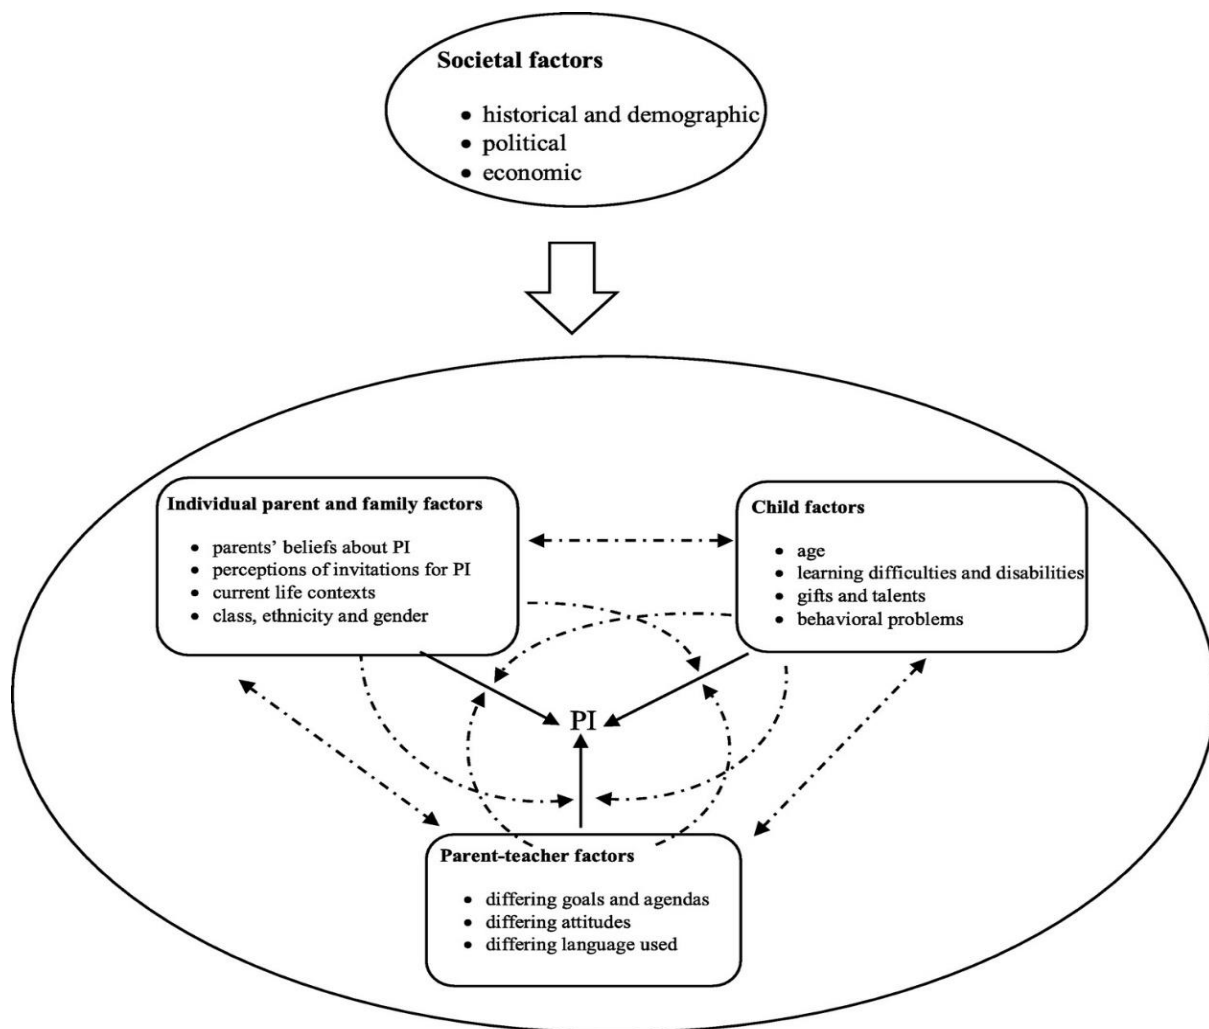 Societal factors
• historical and demographic
• political
• economic
Individual parent and family factors
• parents’ beliefs about PI
• perceptions of invitations for PI
• current life contexts
• class, ethnicity and gender
Child factors
• age
• learning difficulties and disabilities
• gifts and talents
• behavioral problems
PI
Parent-teacher factors
• differing goals and agendas
• differing attitudes
• differing language used